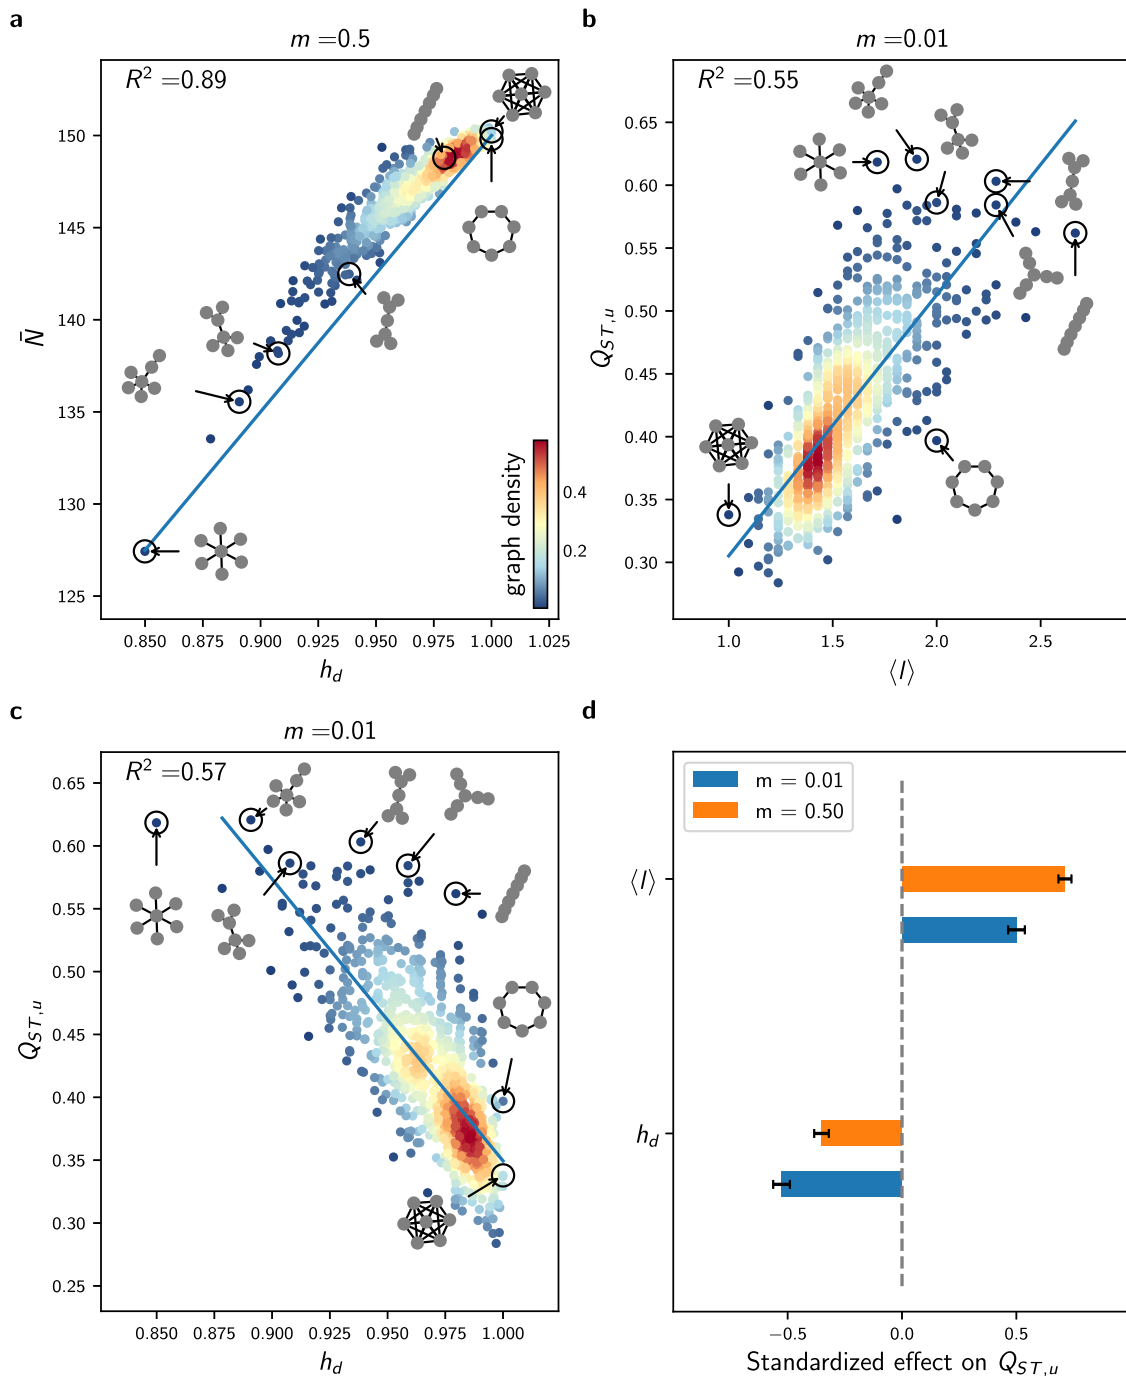 a
m =0.5
R² =0.89
150
145
140
135
130
125
N̄
0.850 0.875 0.900 0.925 0.950 0.975 1.000 1.025
h_d
graph density
0.4
0.2
b
m =0.01
R² =0.55
0.65
0.60
0.55
0.50
0.45
0.40
0.35
0.30
Q_{ST,u}
1.0 1.5 2.0 2.5
⟨l⟩
c
m =0.01
R² =0.57
0.65
0.60
0.55
0.50
0.45
0.40
0.35
0.30
0.25
Q_{ST,u}
0.850 0.875 0.900 0.925 0.950 0.975 1.000
h_d
d
m = 0.01
m = 0.50
⟨l⟩
h_d
−0.5 0.0 0.5
Standardized effect on Q_{ST,u}